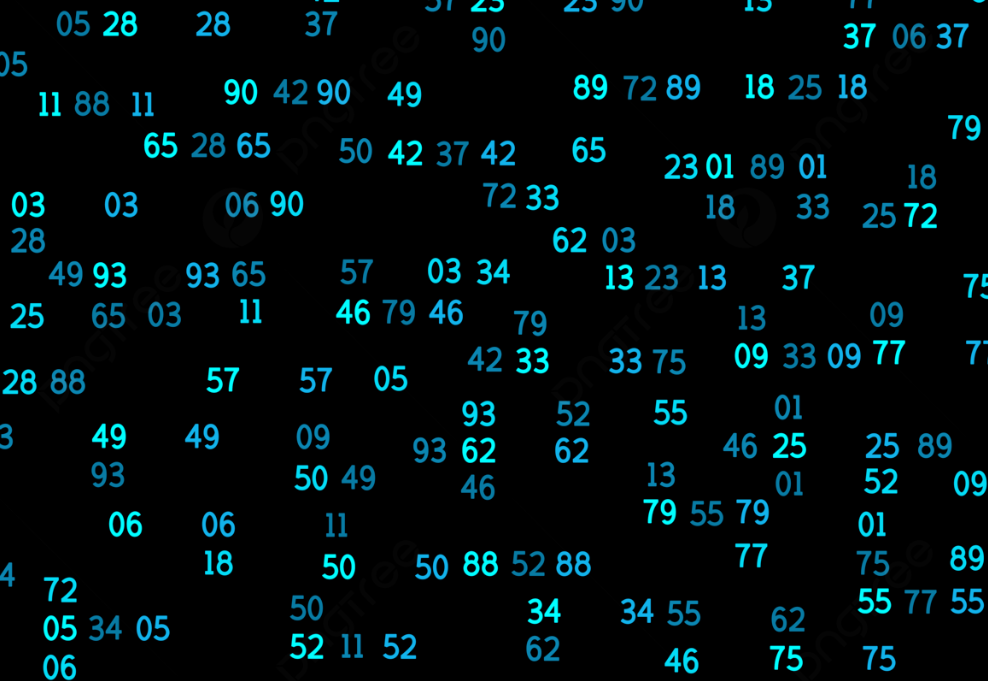 05 28 28 37
90
37 06 37
05
11 88 11
90 42 90 49
89 72 89 18 25 18
79
65 28 65
50 42 37 42 65
23 01 89 01
18
03 03 06 90
72 33
18 33
25 72
28
62 03
49 93 93 65 57
03 34
13 23 13 37
75
25 65 03 11
46 79 46
79
13 09
42 33 33 75
09 33 09 77 77
28 88 57 57 05
93 52 55 01
49 49 09
93 62 62
46 25 25 89
93 50 49
46
13 01 52 09
79 55 79
06 06 11
01
18 50 50 88 52 88
77
75 89
72
05 34 05
50
34 34 55
62
55 77 55
52 11 52
62
46 75 75
06
pngtree